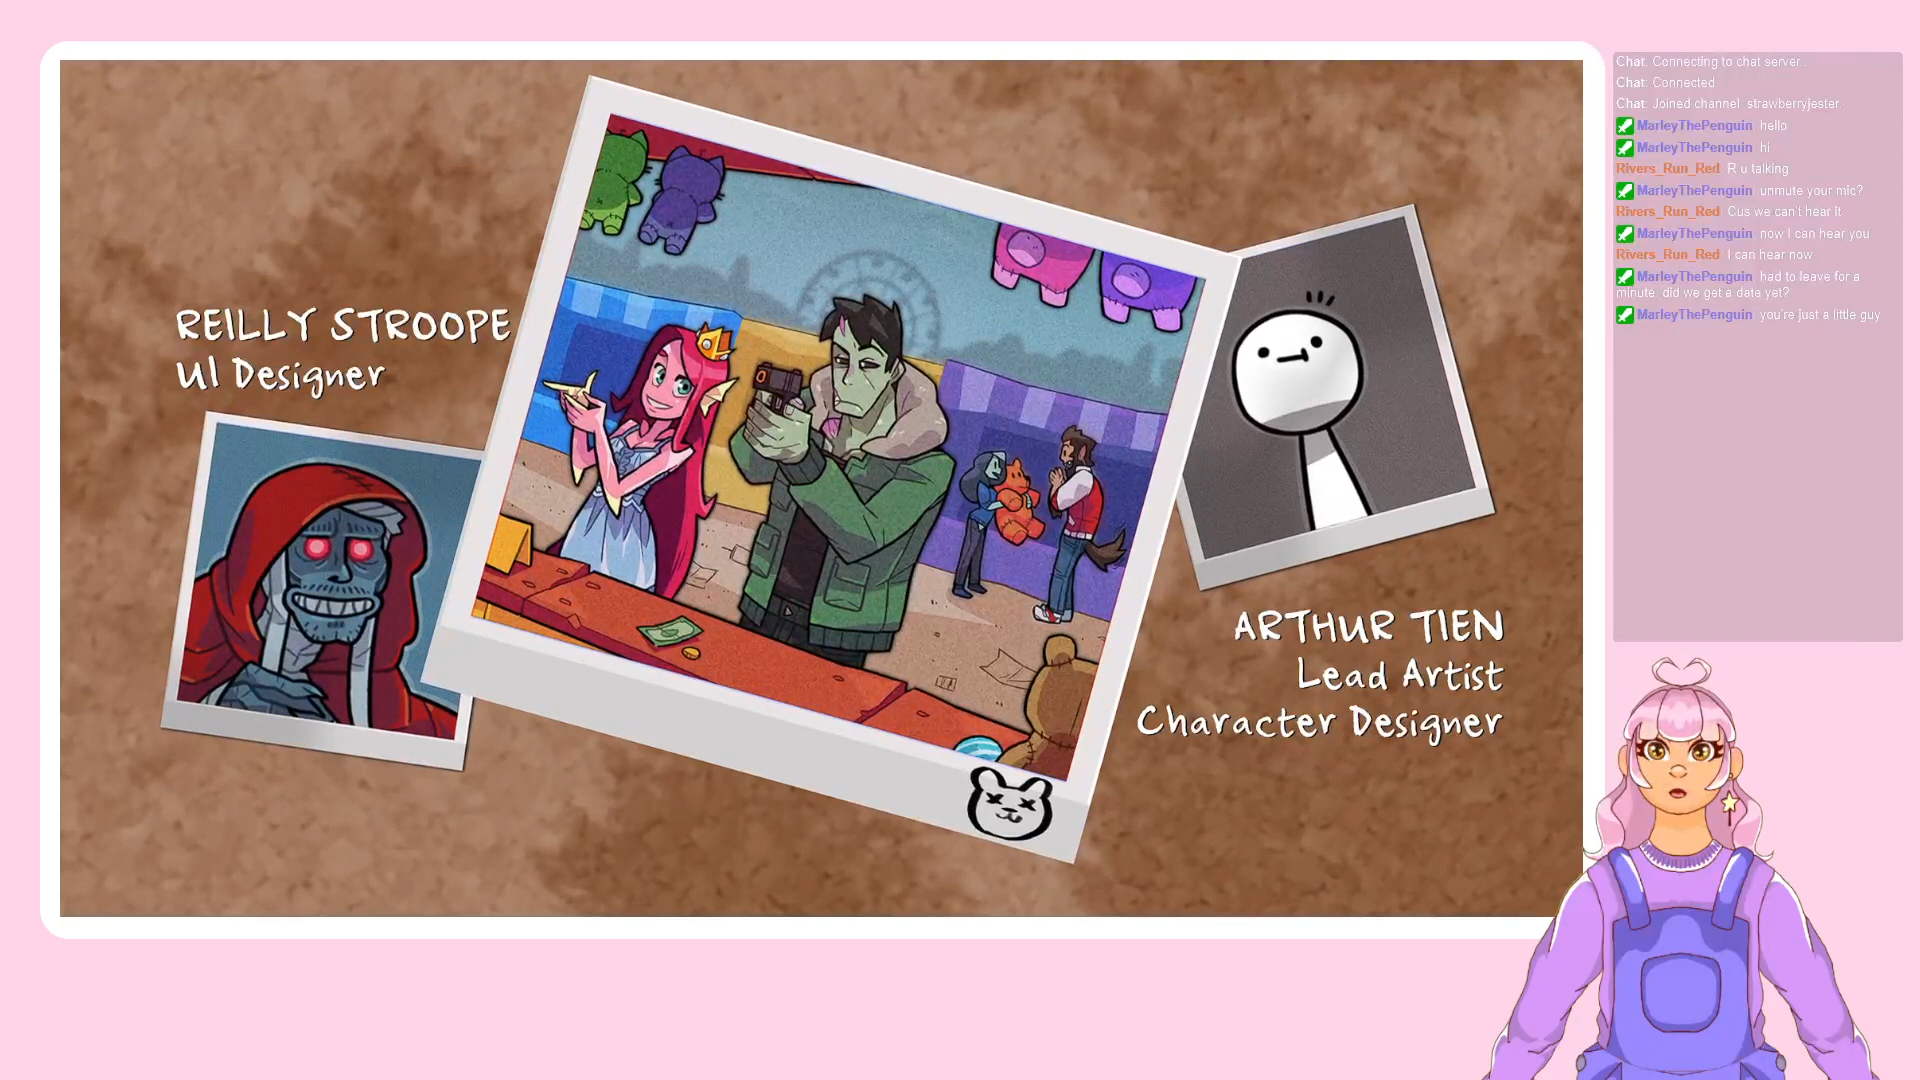 REILLY STROOPE
UI Designer
ARTHUR TIEN
Lead Artist
Character Designer
Chat: Connecting to chat server..
Chat: Connected
Chat: Joined channel strawberryjester
MarleyThePenguin hello
MarleyThePenguin hi
Rivers_Run_Red R u talking
MarleyThePenguin unmute your mic?
Rivers_Run_Red Cus we can't hear it
MarleyThePenguin now I can hear you
Rivers_Run_Red I can hear now
MarleyThePenguin had to leave for a
minute. did we get a date yet?
MarleyThePenguin you're just a little guy